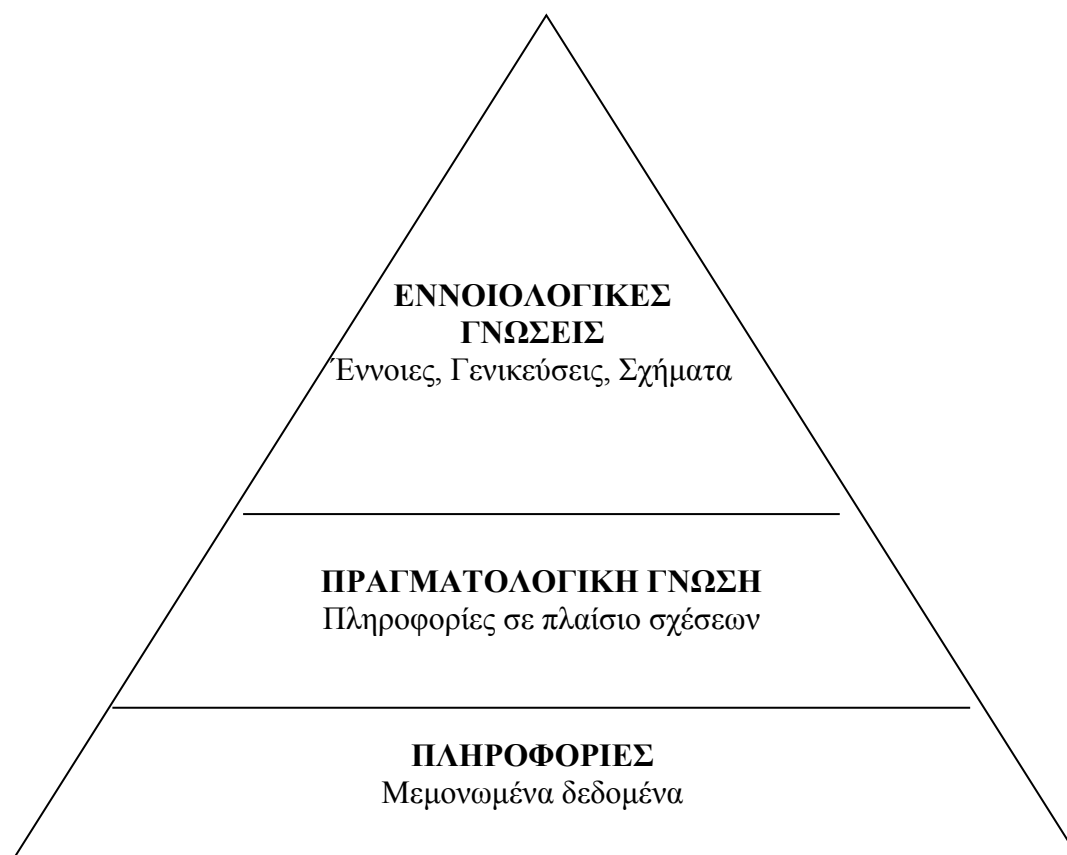 ΕΝΝΟΙΟΛΟΓΙΚΕΣ
ΓΝΩΣΕΙΣ
Έννοιες, Γενικεύσεις, Σχήματα
ΠΡΑΓΜΑΤΟΛΟΓΙΚΗ ΓΝΩΣΗ
Πληροφορίες σε πλαίσιο σχέσεων
ΠΛΗΡΟΦΟΡΙΕΣ
Μεμονωμένα δεδομένα